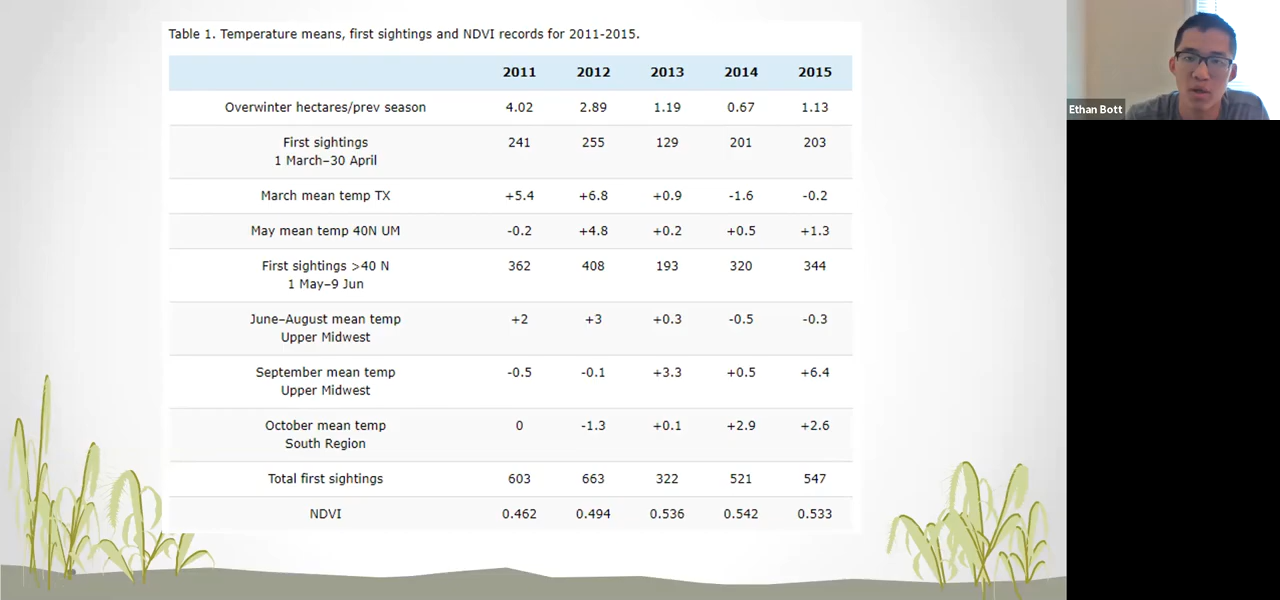 Table 1. Temperature means, first sightings and NDVI records for 2011-2015.
2011 2012 2013 2014 2015
Overwinter hectares/prev season 4.02 2.89 1.19 0.67 1.13
First sightings 241 255 129 201 203
1 March–30 April
March mean temp TX +5.4 +6.8 +0.9 -1.6 -0.2
May mean temp 40N UM -0.2 +4.8 +0.2 +0.5 +1.3
First sightings >40 N 362 408 193 320 344
1 May–9 Jun
June–August mean temp +2 +3 +0.3 -0.5 -0.3
Upper Midwest
September mean temp -0.5 -0.1 +3.3 +0.5 +6.4
Upper Midwest
October mean temp 0 -1.3 +0.1 +2.9 +2.6
South Region
Total first sightings 603 663 322 521 547
NDVI 0.462 0.494 0.536 0.542 0.533
Ethan Bott